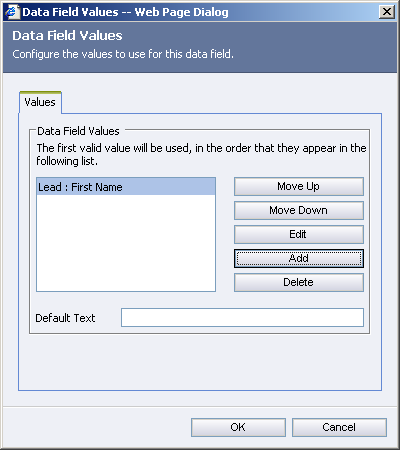 Data Field Values -- Web Page Dialog
Data Field Values
Configure the values to use for this data field.
Values
Data Field Values
The first valid value will be used, in the order that they appear in the
following list.
Lead : First Name
Move Up
Move Down
Edit
Add
Delete
Default Text
OK
Cancel